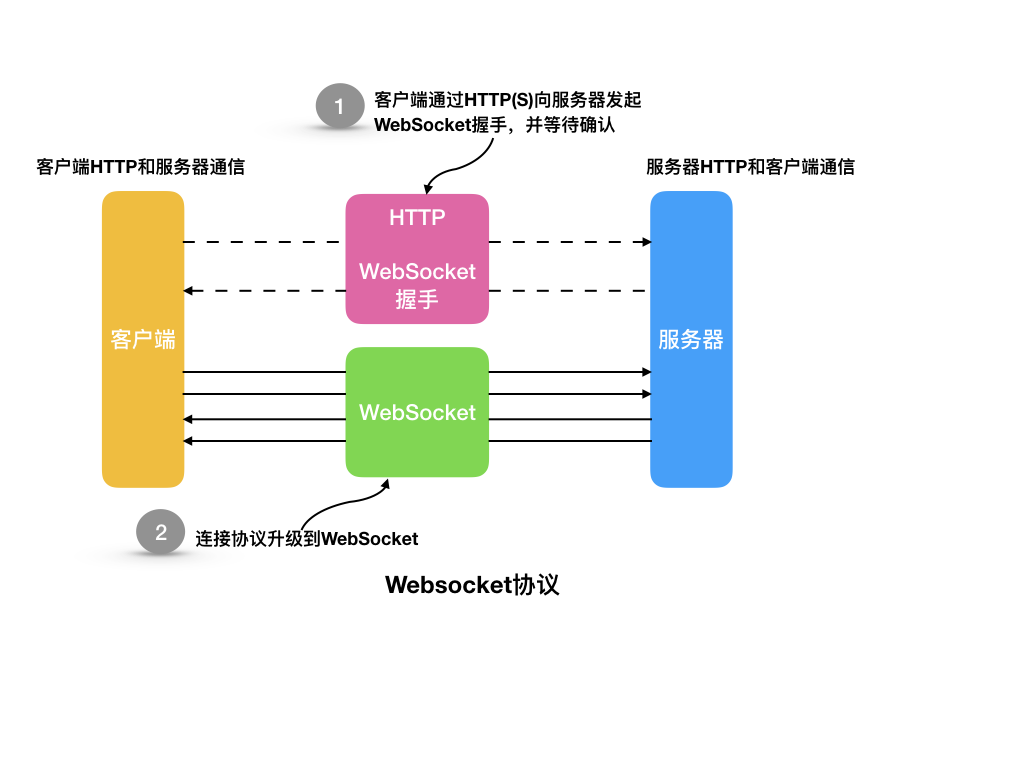 1
客户端通过HTTP(S)向服务器发起
WebSocket握手，并等待确认
客户端HTTP和服务器通信
服务器HTTP和客户端通信
HTTP
WebSocket
握手
客户端
服务器
WebSocket
2
连接协议升级到WebSocket
Websocket协议